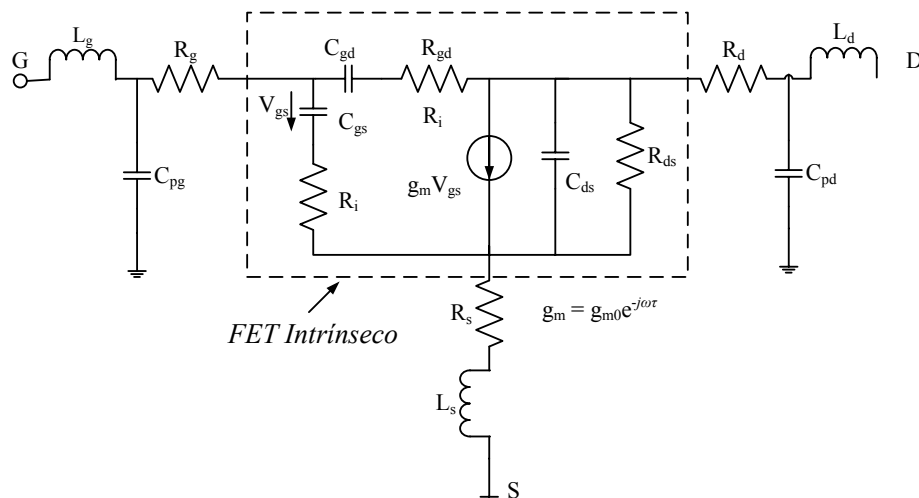 G
L_g
R_g
C_gd
R_gd
R_d
L_d
D
V_gs
C_gs
R_i
R_i
g_mV_gs
C_ds
R_ds
C_pg
C_pd
FET Intrínseco
R_s
g_m = g_m0e^-jωτ
L_s
S